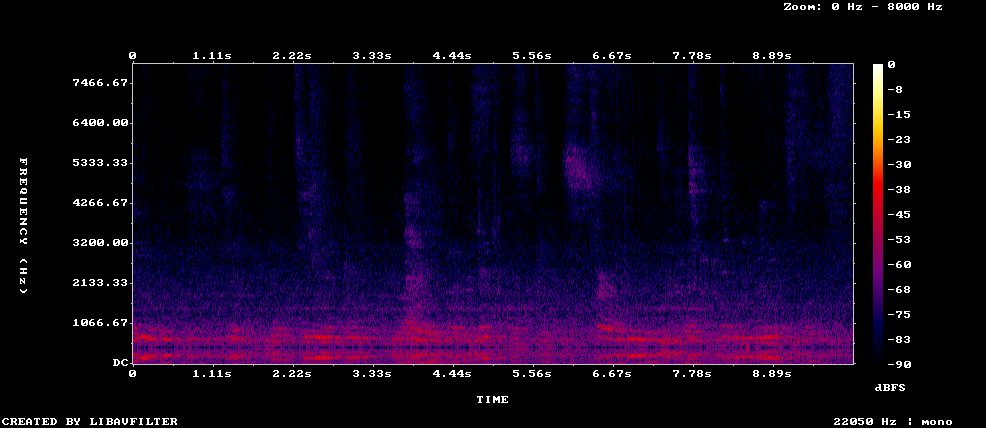 Zoom: 0 Hz - 8000 Hz
0 1.11s 2.22s 3.33s 4.44s 5.56s 6.67s 7.78s 8.89s
7466.67
6400.00
5333.33
4266.67
3200.00
2133.33
1066.67
DC
FREQUENCY (Hz)
0
-8
-15
-23
-30
-38
-45
-53
-60
-68
-75
-83
-90
dBFS
0 1.11s 2.22s 3.33s 4.44s 5.56s 6.67s 7.78s 8.89s
TIME
CREATED BY LIBAVFILTER
22050 Hz | mono